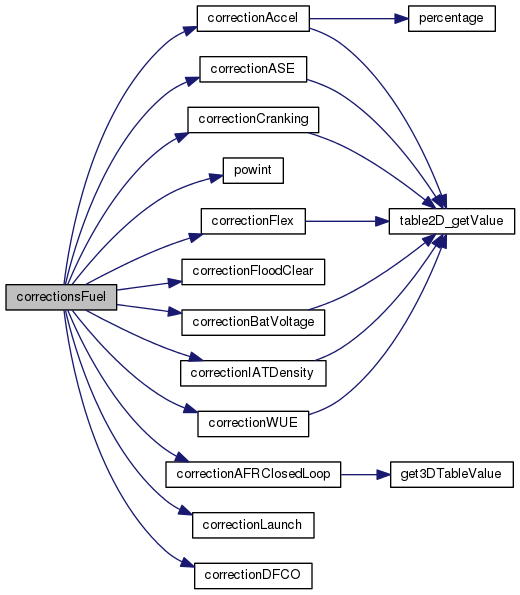 correctionAccel
percentage
correctionASE
correctionCranking
powint
correctionFlex
table2D_getValue
correctionFloodClear
correctionsFuel
correctionBatVoltage
correctionIATDensity
correctionWUE
correctionAFRClosedLoop
get3DTableValue
correctionLaunch
correctionDFCO